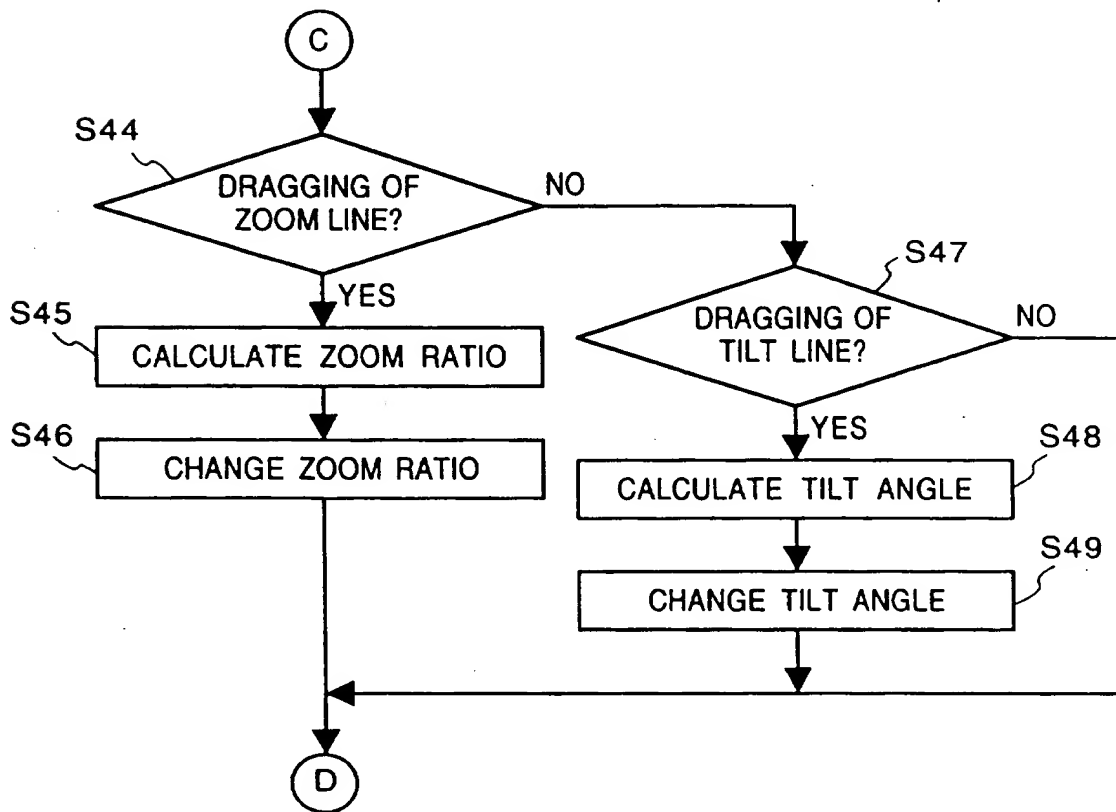 C
S44
DRAGGING OF
ZOOM LINE?
NO
YES
S45
CALCULATE ZOOM RATIO
S46
CHANGE ZOOM RATIO
S47
DRAGGING OF
TILT LINE?
NO
YES
S48
CALCULATE TILT ANGLE
S49
CHANGE TILT ANGLE
D